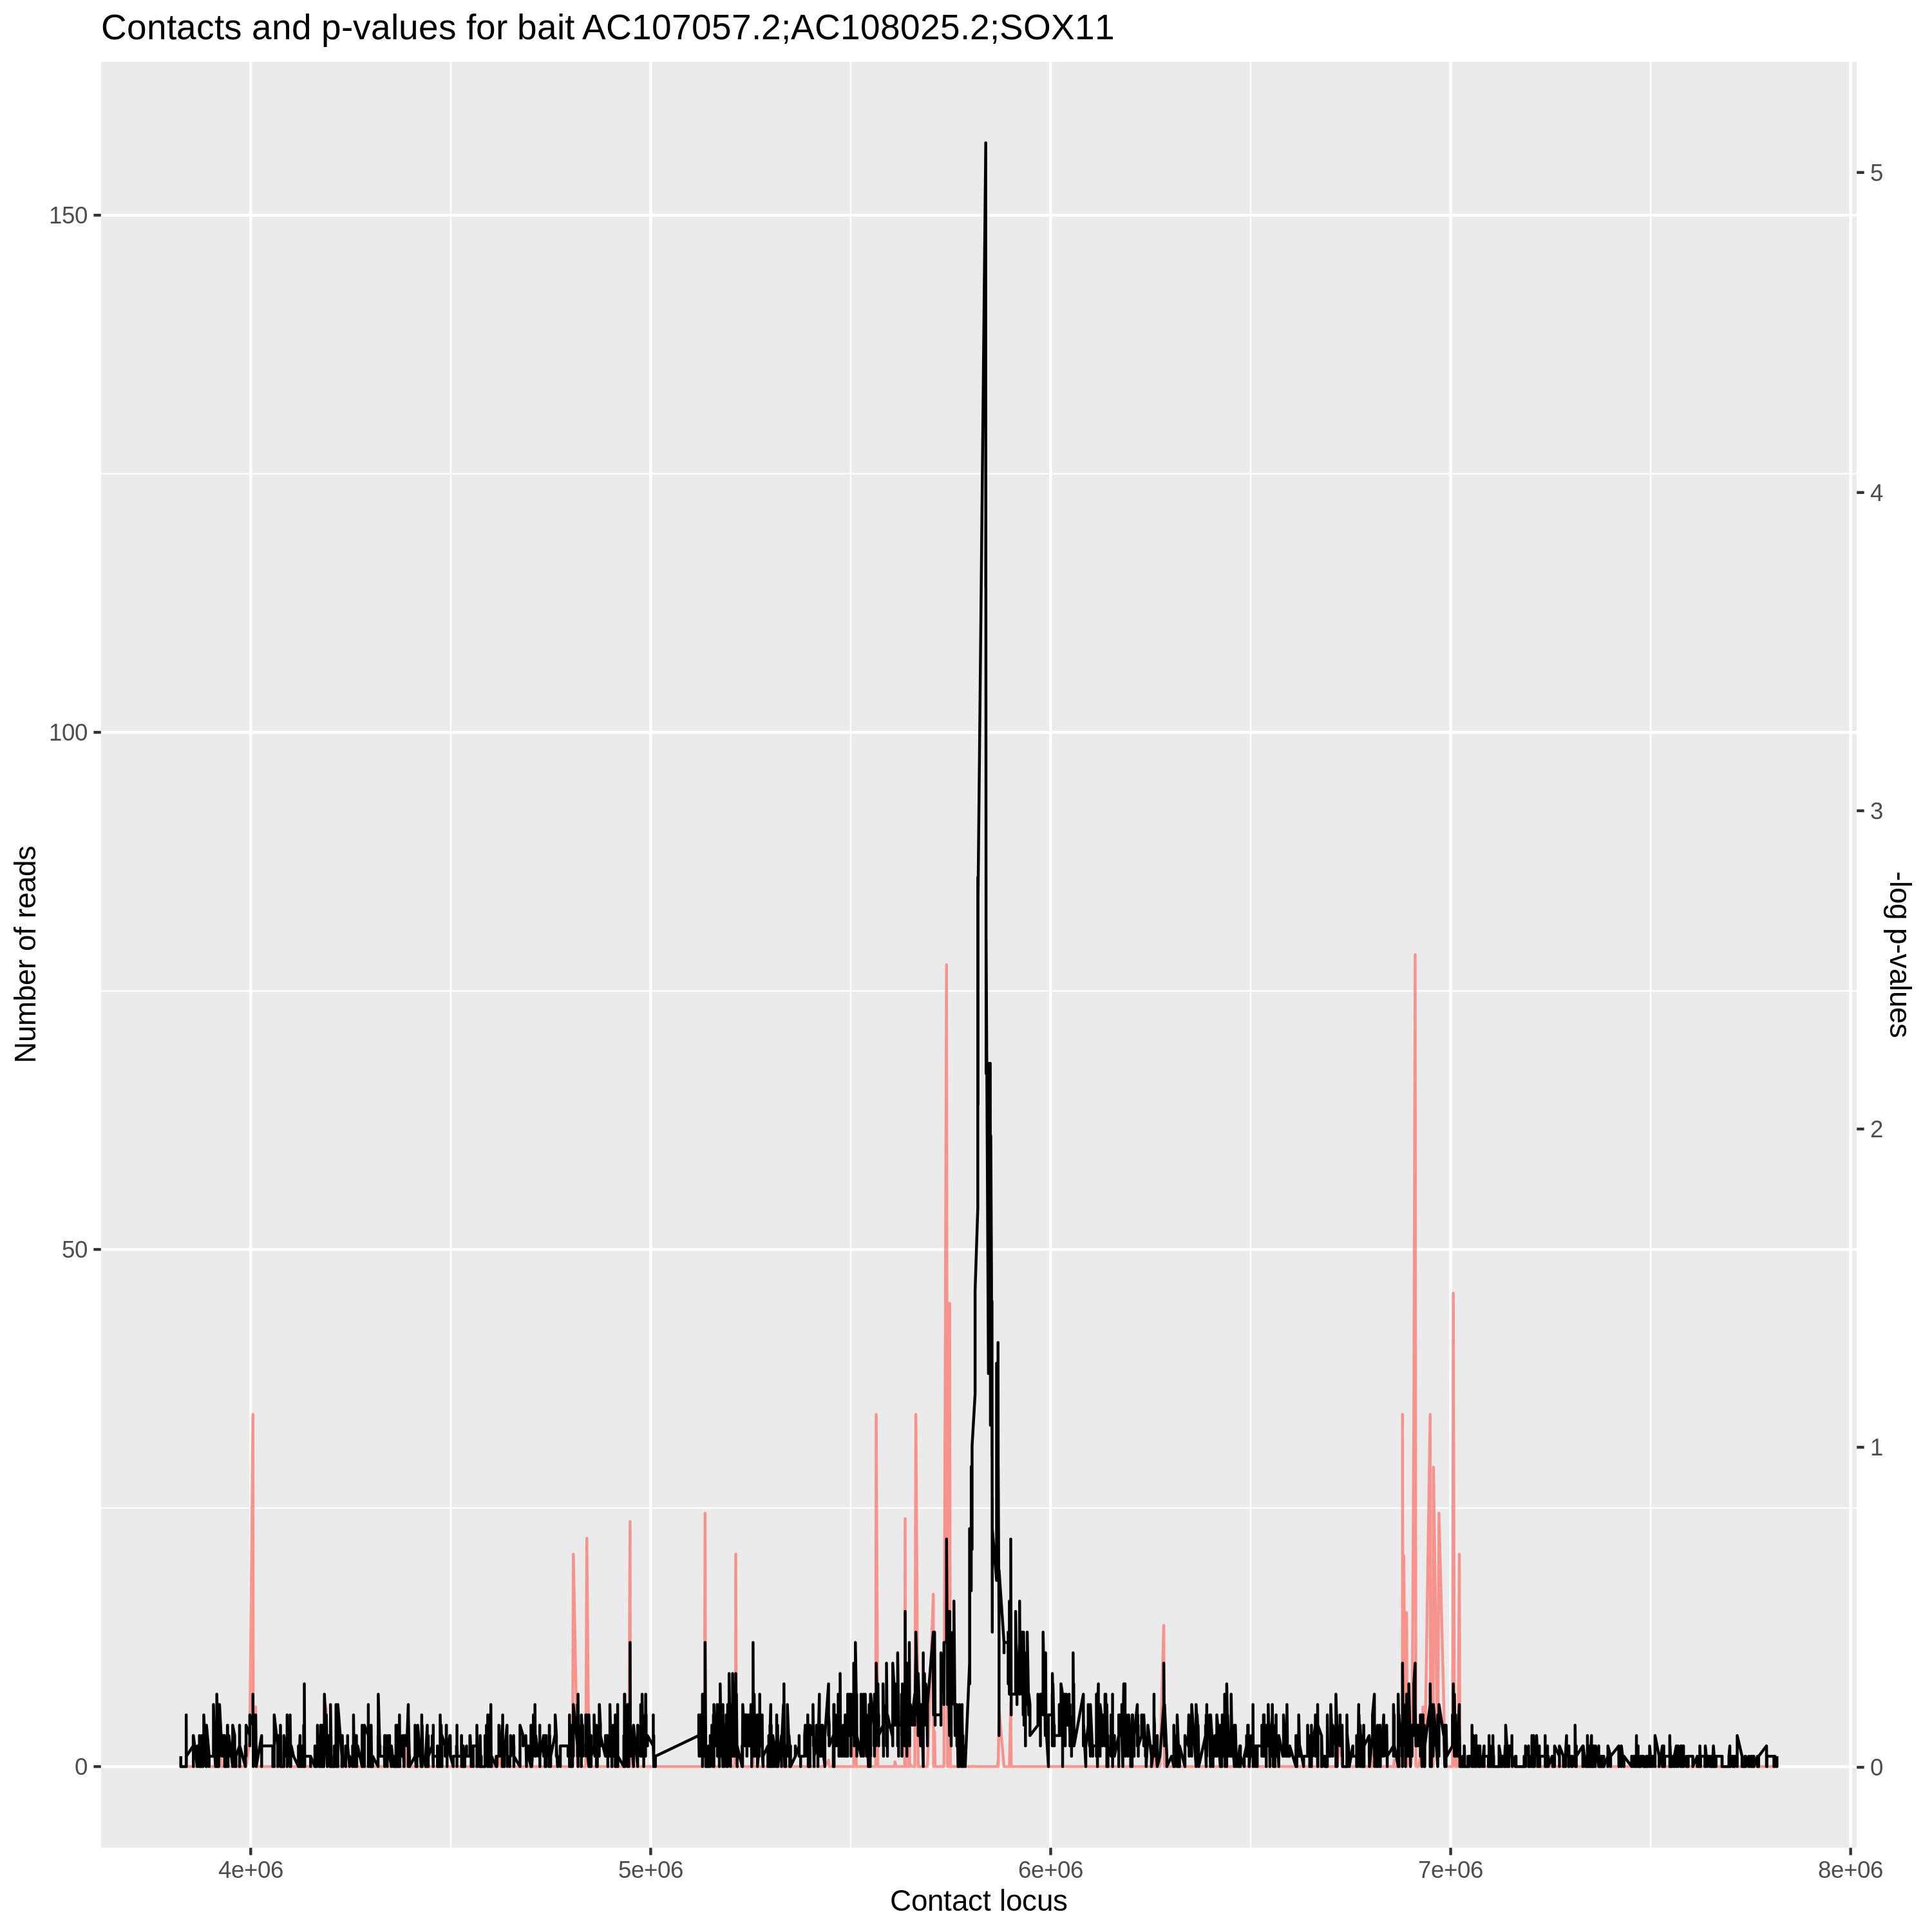 Contacts and p-values for bait AC107057.2;AC108025.2;SOX11
Number of reads
150
100
50
0
5
4
3
2
1
0
-log p-values
4e+06
5e+06
6e+06
7e+06
8e+06
Contact locus